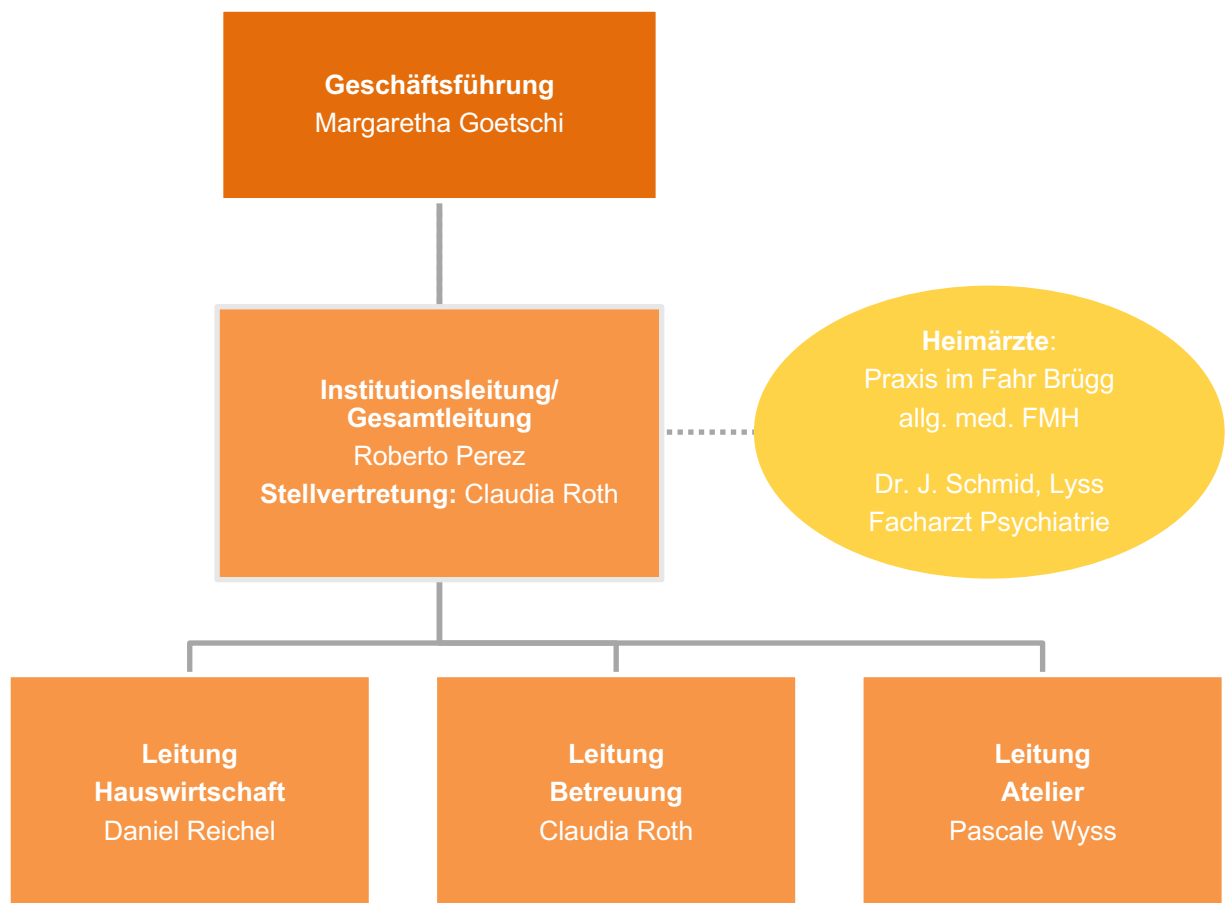 Geschäftsführung
Margaretha Goetschi
Institutionsleitung/
Gesamtleitung
Roberto Perez
Stellvertretung: Claudia Roth
Heimärzte:
Praxis im Fahr Brügg
allg. med. FMH
Dr. J. Schmid, Lyss
Facharzt Psychiatrie
Leitung
Hauswirtschaft
Daniel Reichel
Leitung
Betreuung
Claudia Roth
Leitung
Atelier
Pascale Wyss